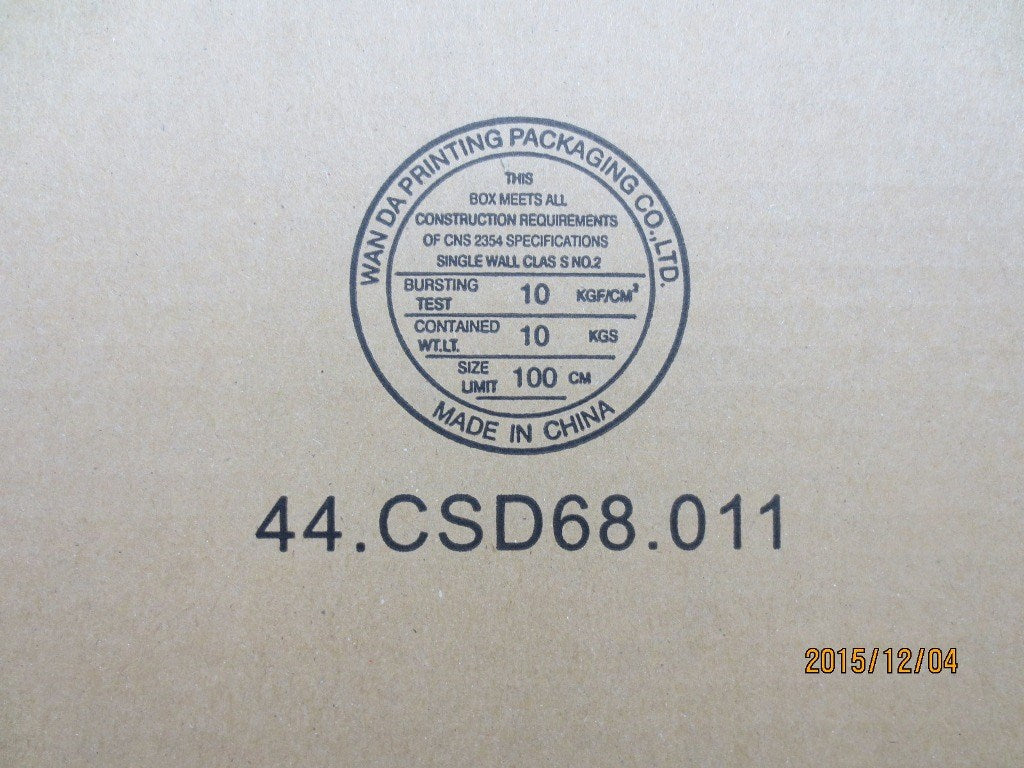 WAN DA PRINTING PACKAGING CO.,LTD.
THIS
BOX MEETS ALL
CONSTRUCTION REQUIREMENTS
OF CNS 2354 SPECIFICATIONS
SINGLE WALL CLAS S NO.2
BURSTING TEST 10 KGF/CM²
CONTAINED WT.LT. 10 KGS
SIZE LIMIT 100 CM
MADE IN CHINA
44.CSD68.011
2015/12/04